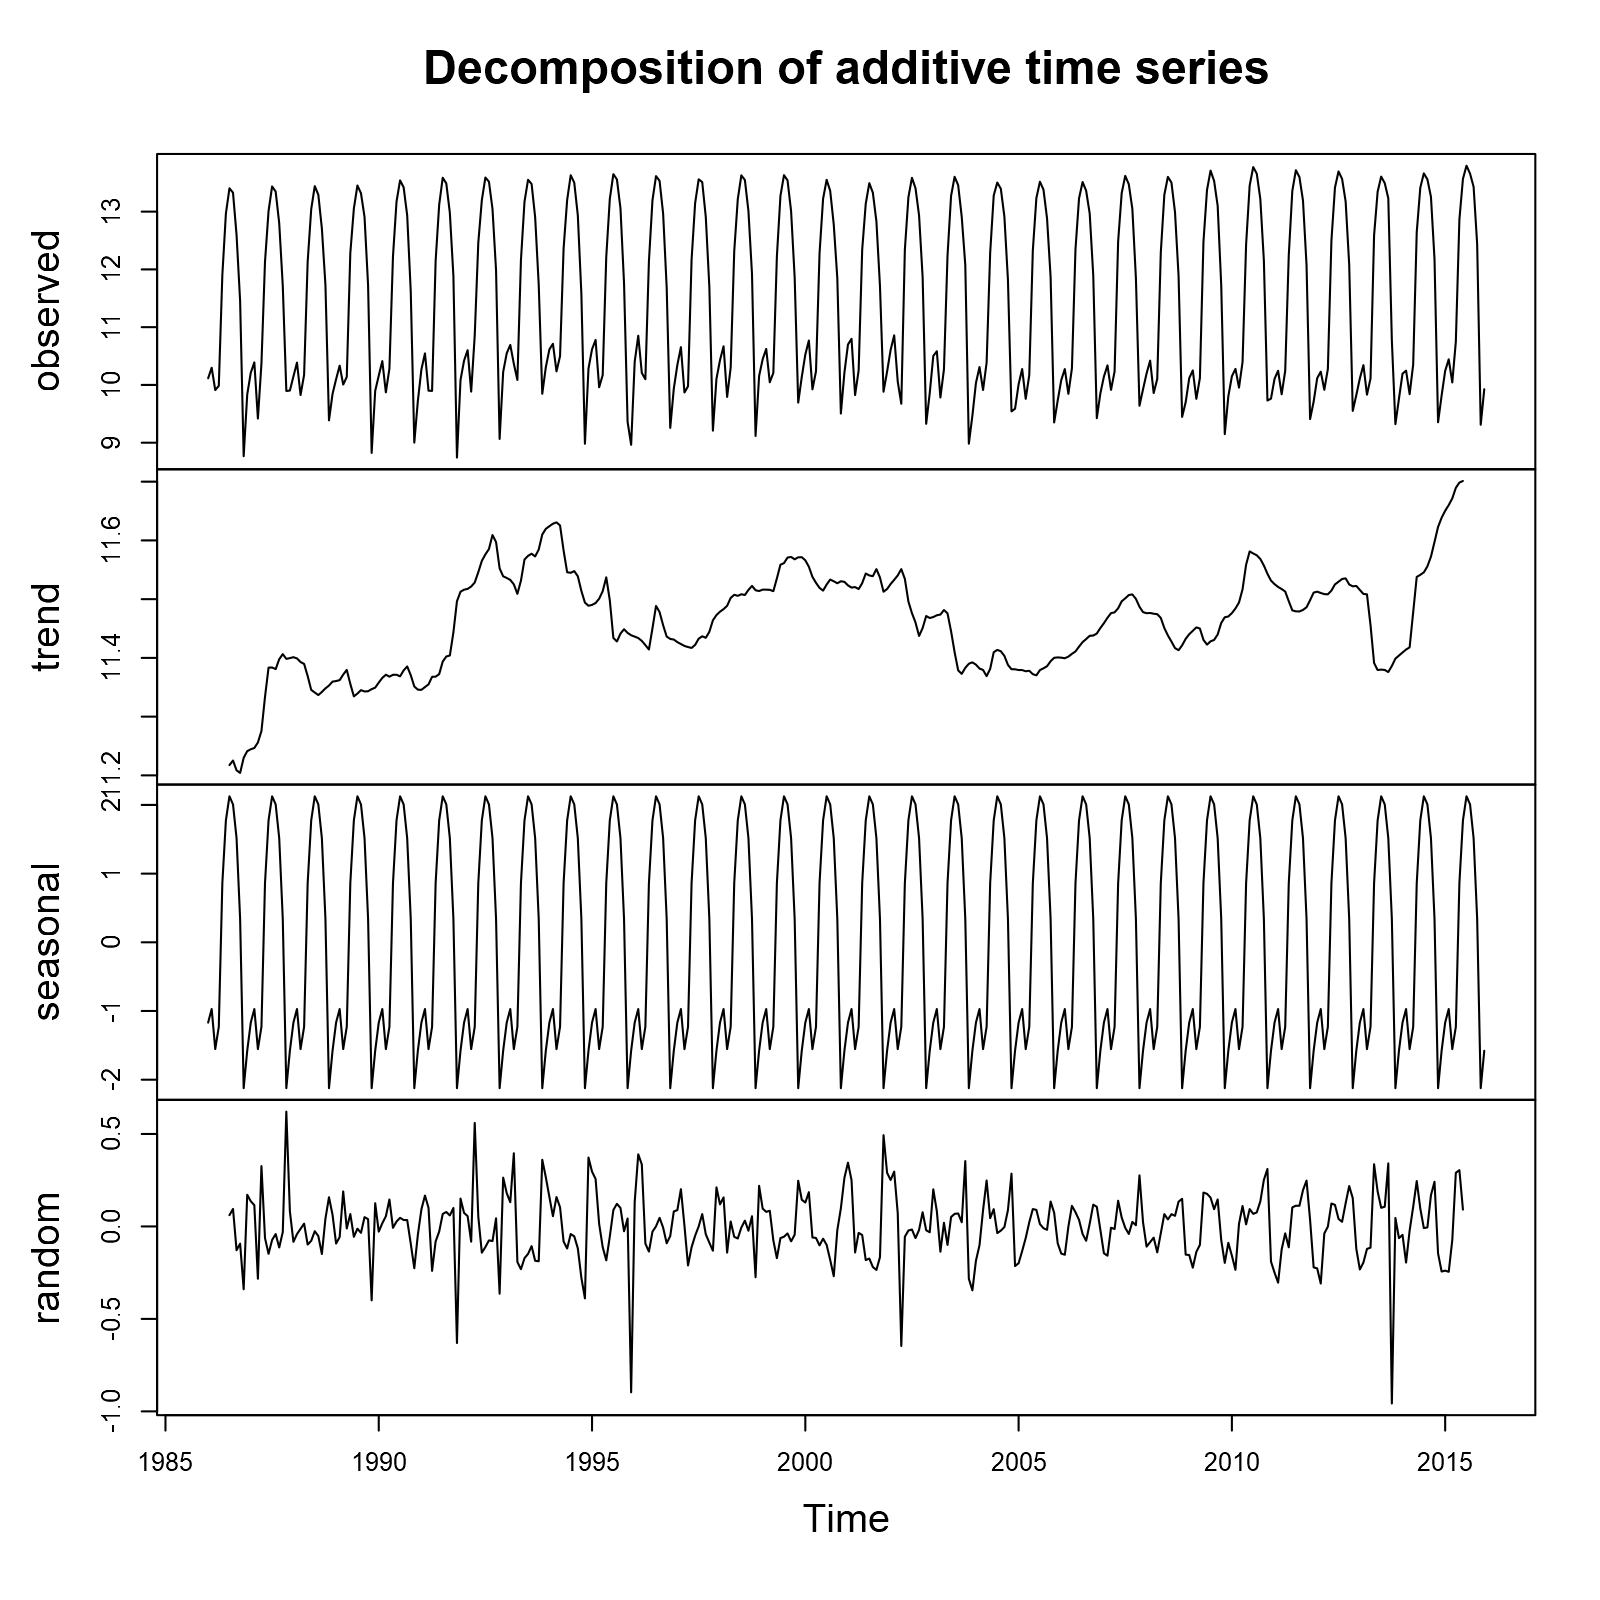 Decomposition of additive time series
observed
13
12
11
10
9
trend
11.6
11.4
11.2
seasonal
2
1
0
-1
-2
random
0.5
0.0
-0.5
-1.0
1985 1990 1995 2000 2005 2010 2015
Time